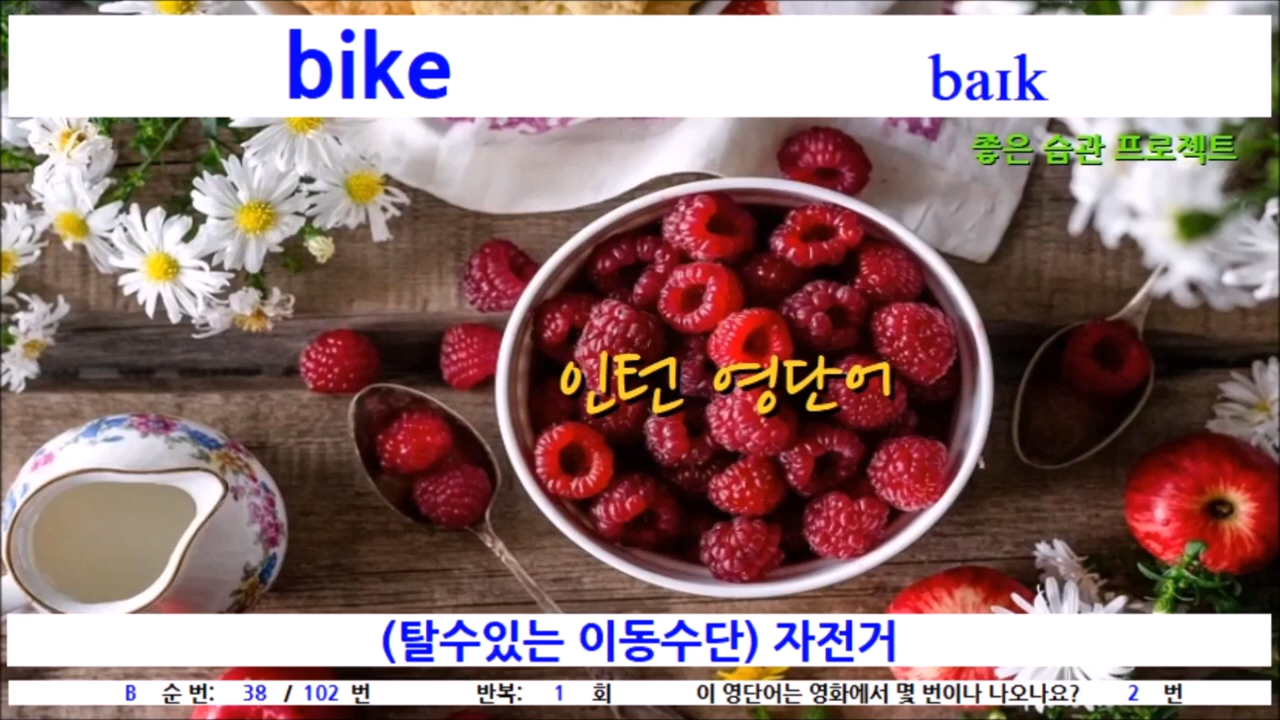 bike baɪk
좋은 습관 프로젝트
인턴 영단어
(탈수있는 이동수단) 자전거
B 순 번: 38 / 102 번 반복: 1 회 이 영단어는 영화에서 몇 번이나 나오나요? 2 번